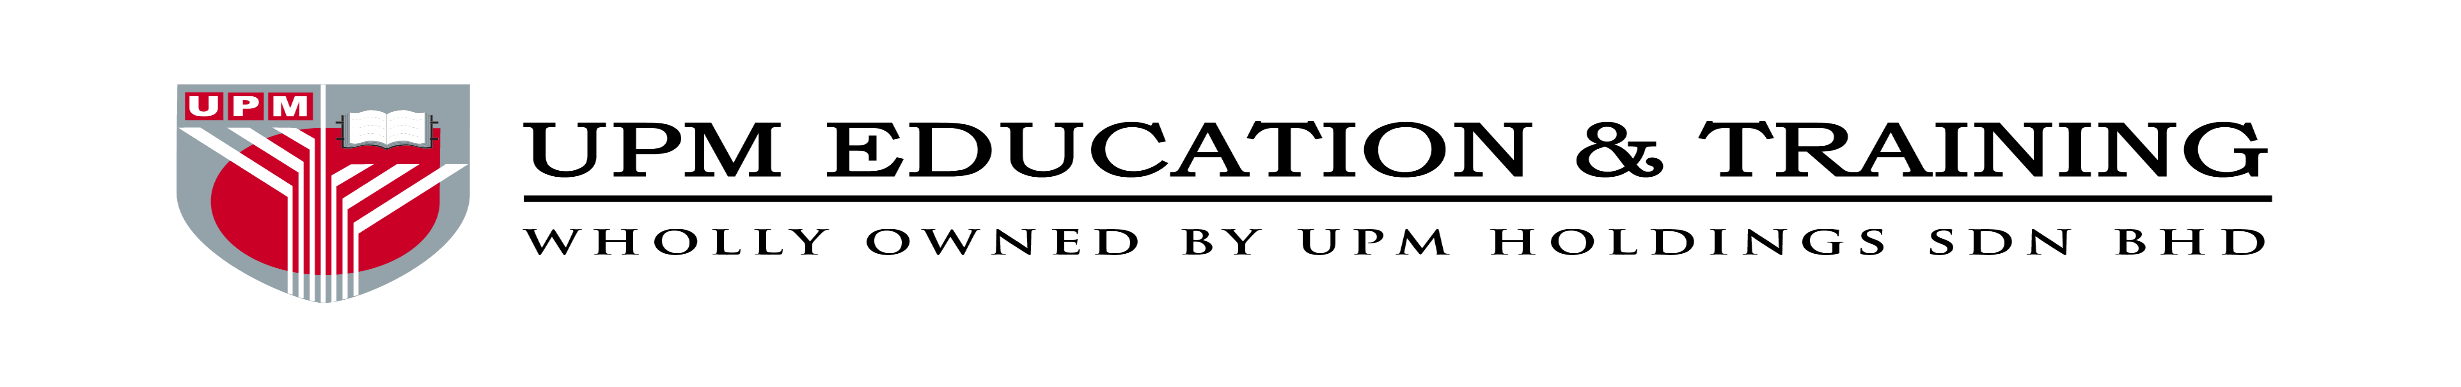 UPM
UPM EDUCATION & TRAINING
WHOLLY OWNED BY UPM HOLDINGS SDN BHD